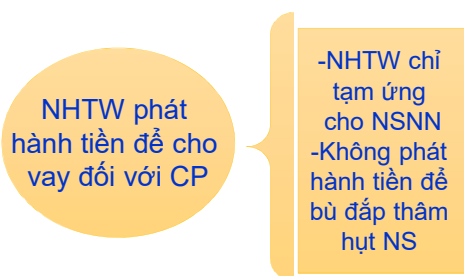 NHTW phát
hành tiền để cho
vay đối với CP
-NHTW chỉ
tạm ứng
cho NSNN
-Không phát
hành tiền để
bù đắp thâm
hụt NS